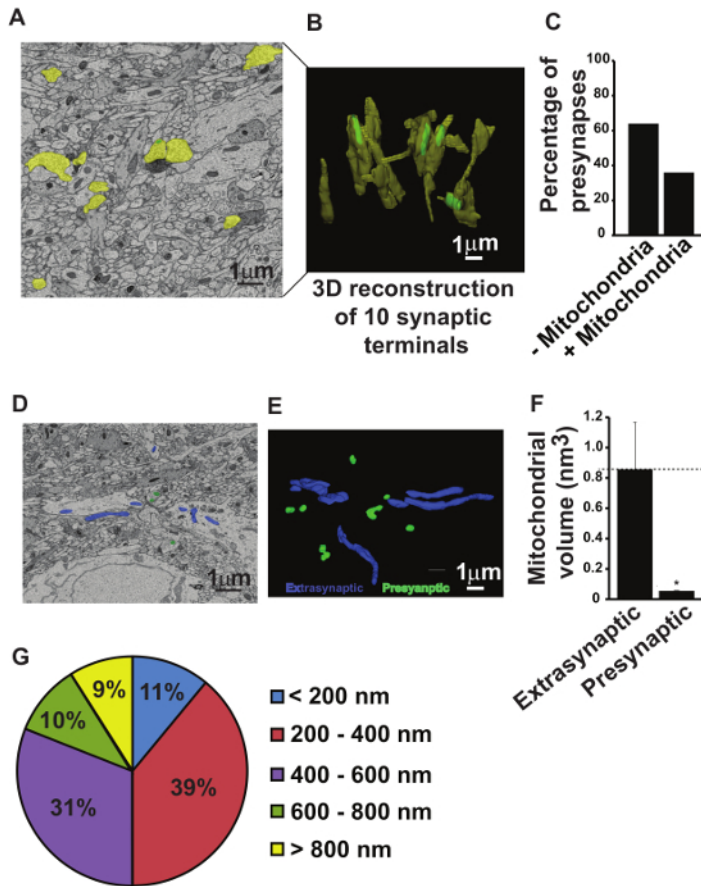 A
1μm
B
1μm
3D reconstruction
of 10 synaptic
terminals
C
Percentage of
presynapses
100
80
60
40
20
0
- Mitochondria
+ Mitochondria
D
1μm
E
Extrasynaptic
Presyanptic
1μm
F
Mitochondrial
volume (nm³)
1.2
1.0
0.8
0.6
0.4
0.2
0
*
Extrasynaptic
Presynaptic
G
9%
11%
10%
31%
39%
< 200 nm
200 - 400 nm
400 - 600 nm
600 - 800 nm
> 800 nm